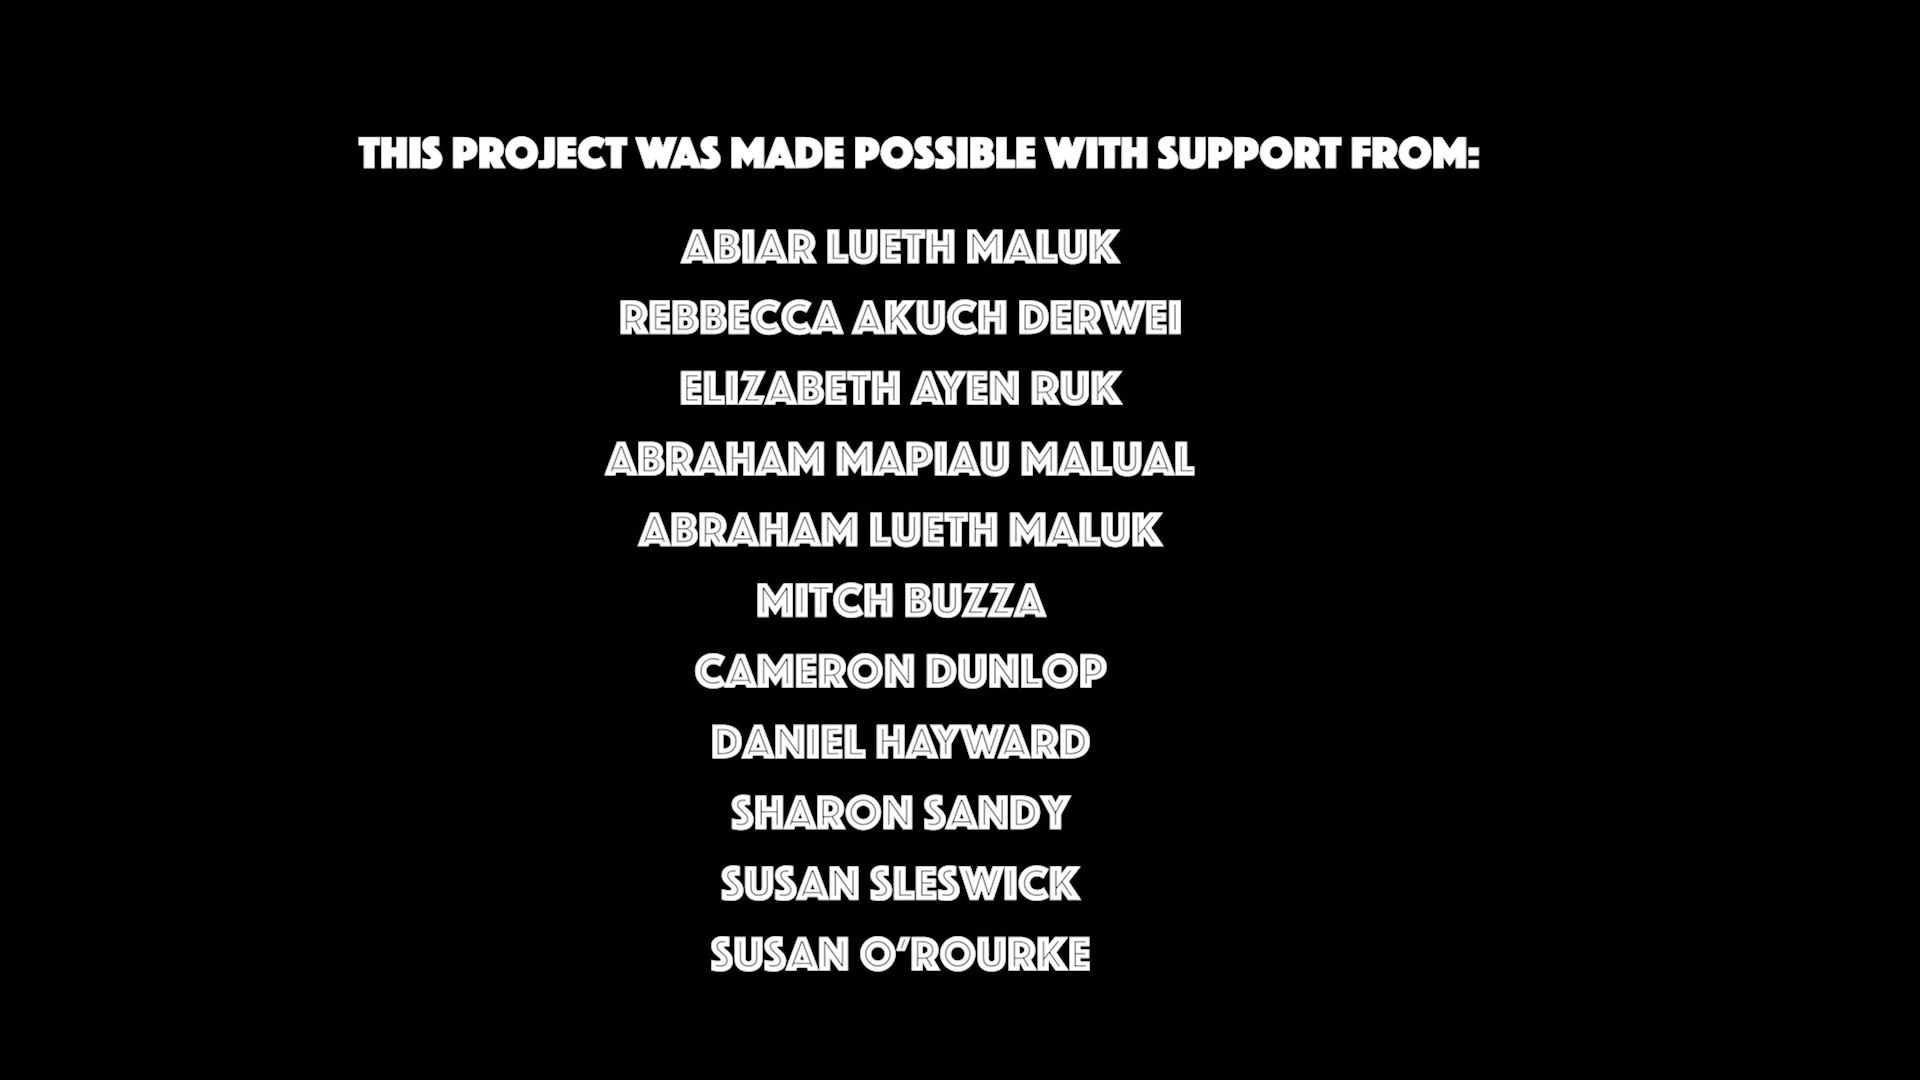 THIS PROJECT WAS MADE POSSIBLE WITH SUPPORT FROM:
ABIAR LUETH MALUK
REBBECCA AKUCH DERWEI
ELIZABETH AYEN RUK
ABRAHAM MAPIAU MALUAL
ABRAHAM LUETH MALUK
MITCH BUZZA
CAMERON DUNLOP
DANIEL HAYWARD
SHARON SANDY
SUSAN SLESWICK
SUSAN O'ROURKE